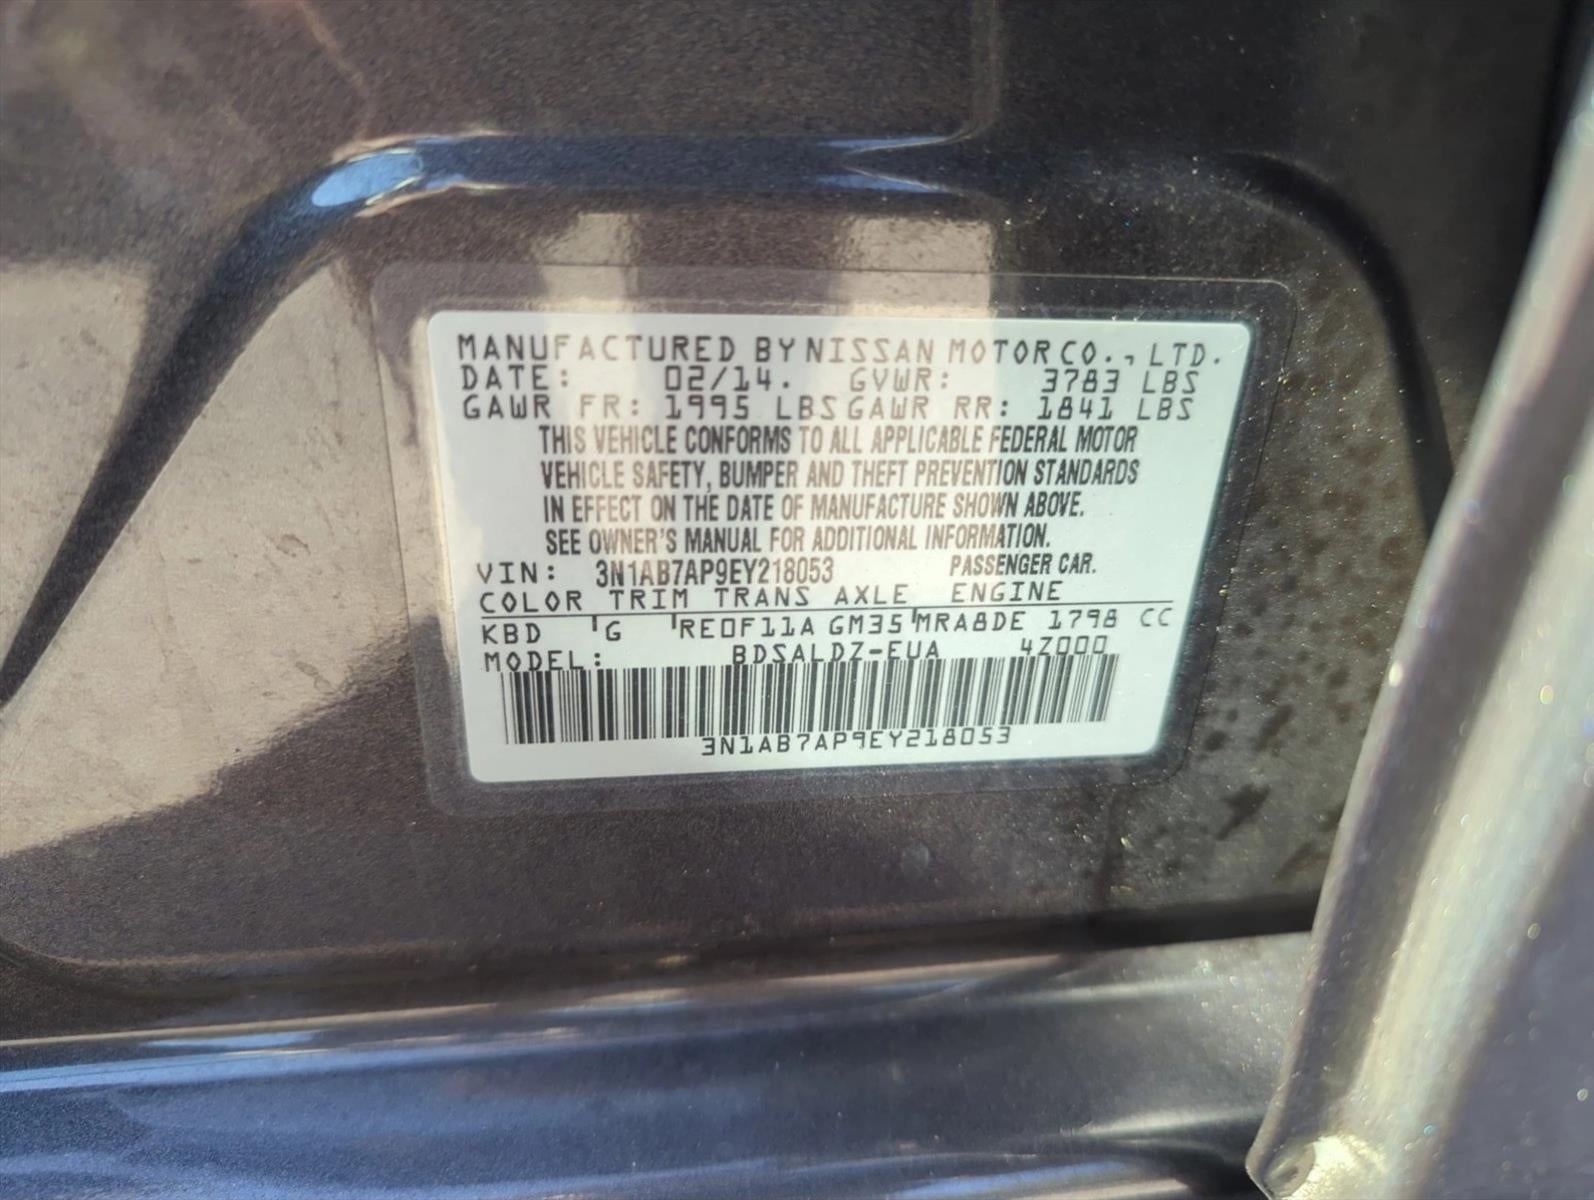 MANUFACTURED BY NISSAN MOTOR CO., LTD.
DATE: 02/14. GVWR: 3783 LBS
GAWR FR: 1995 LBS GAWR RR: 1841 LBS
THIS VEHICLE CONFORMS TO ALL APPLICABLE FEDERAL MOTOR
VEHICLE SAFETY, BUMPER AND THEFT PREVENTION STANDARDS
IN EFFECT ON THE DATE OF MANUFACTURE SHOWN ABOVE.
SEE OWNER'S MANUAL FOR ADDITIONAL INFORMATION.
VIN: 3N1AB7AP9EY218053 PASSENGER CAR.
COLOR TRIM TRANS AXLE ENGINE
KBD G RE0F11A GM35 MRA8DE 1798 CC
MODEL: BDSALDZ-EUA 4Z000
3N1AB7AP9EY218053